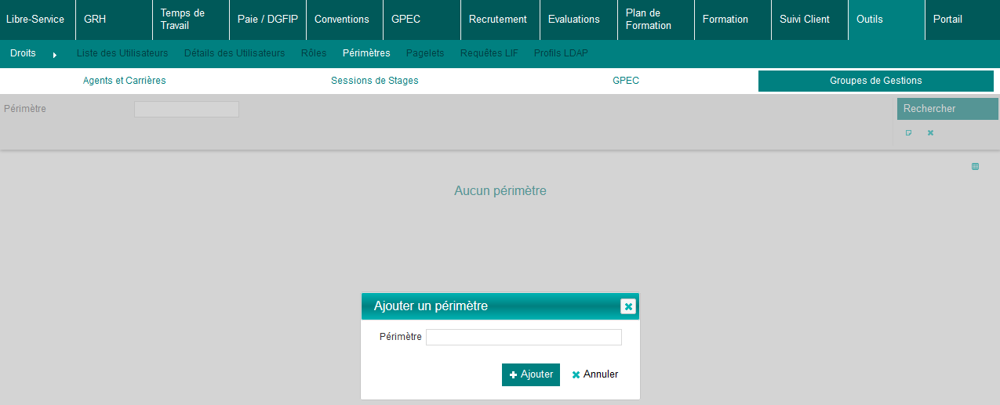 Libre-Service GRH Temps de Travail Paie / DGFIP Conventions GPEC Recrutement Evaluations Plan de Formation Formation Suivi Client Outils Portail
Droits Liste des Utilisateurs Détails des Utilisateurs Rôles Périmètres Pagelets Requêtes LIF Profils LDAP
Agents et Carrières Sessions de Stages GPEC Groupes de Gestions
Périmètre Rechercher
Aucun périmètre
Ajouter un périmètre
Périmètre
Ajouter Annuler